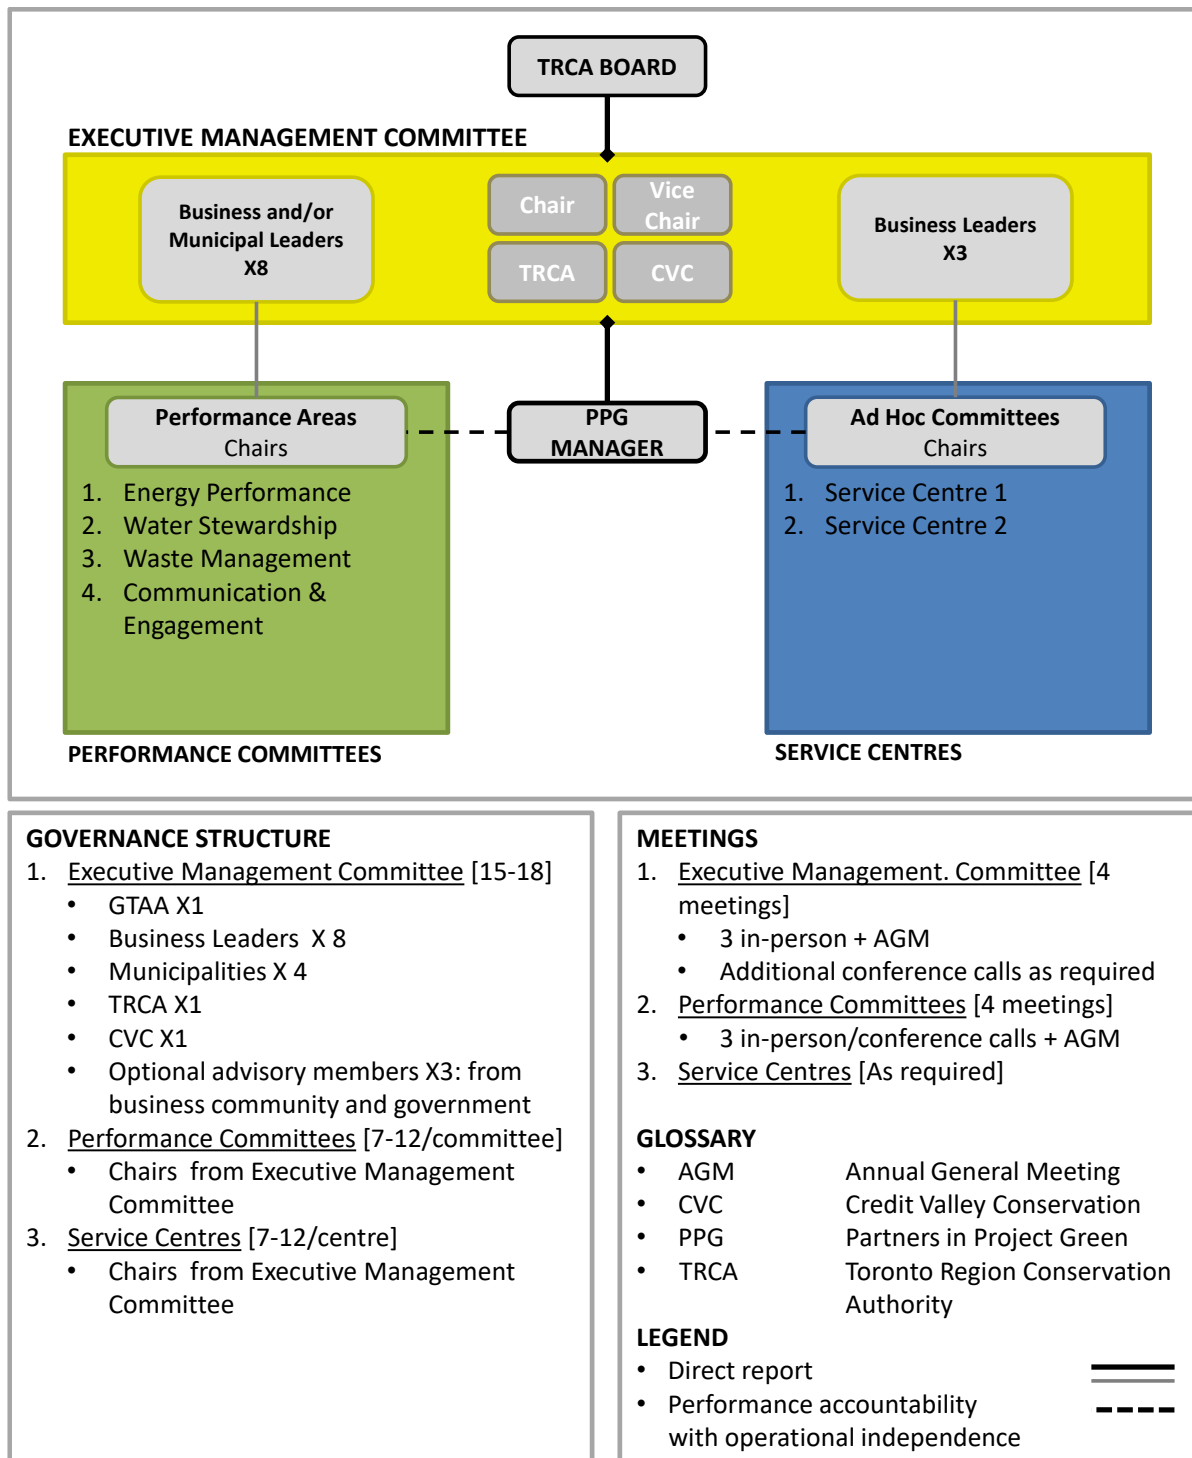 TRCA BOARD
EXECUTIVE MANAGEMENT COMMITTEE
Business and/or
Municipal Leaders
X8
Chair
Vice
Chair
TRCA
CVC
Business Leaders
X3
Performance Areas
Chairs
PPG
MANAGER
Ad Hoc Committees
Chairs
1. Energy Performance
2. Water Stewardship
3. Waste Management
4. Communication &
Engagement
1. Service Centre 1
2. Service Centre 2
PERFORMANCE COMMITTEES
SERVICE CENTRES
GOVERNANCE STRUCTURE
1. Executive Management Committee [15-18]
• GTAA X1
• Business Leaders X 8
• Municipalities X 4
• TRCA X1
• CVC X1
• Optional advisory members X3: from
business community and government
2. Performance Committees [7-12/committee]
• Chairs from Executive Management
Committee
3. Service Centres [7-12/centre]
• Chairs from Executive Management
Committee
MEETINGS
1. Executive Management. Committee [4
meetings]
• 3 in-person + AGM
• Additional conference calls as required
2. Performance Committees [4 meetings]
• 3 in-person/conference calls + AGM
3. Service Centres [As required]
GLOSSARY
• AGM Annual General Meeting
• CVC Credit Valley Conservation
• PPG Partners in Project Green
• TRCA Toronto Region Conservation
Authority
LEGEND
• Direct report
• Performance accountability
with operational independence